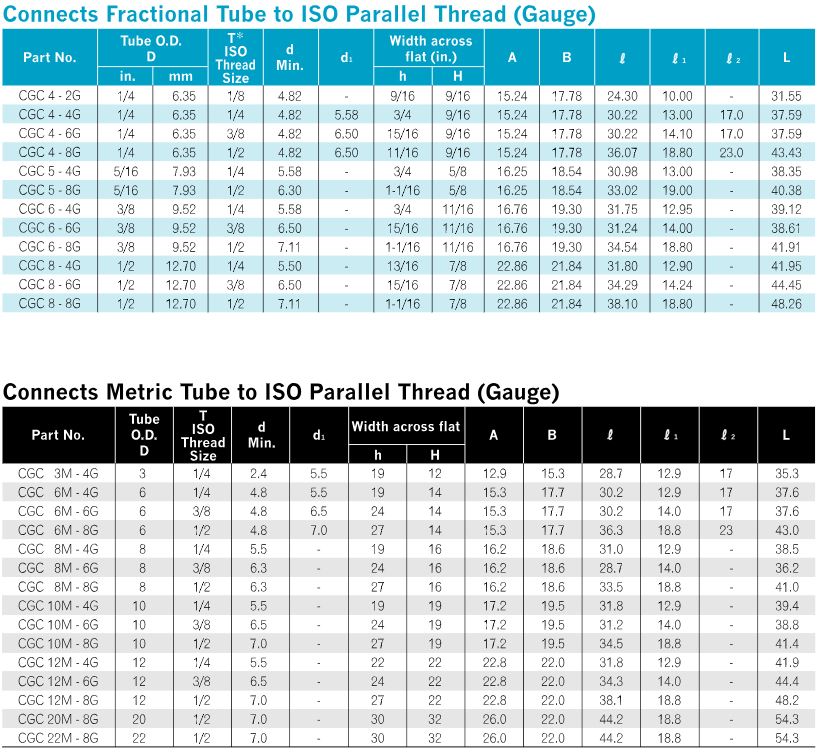 Connects Fractional Tube to ISO Parallel Thread (Gauge)
Part No. Tube O.D. D T* ISO Thread Size d Min. d1 Width across flat (in.) A B ℓ ℓ1 ℓ2 L
in. mm h H
CGC 4 - 2G 1/4 6.35 1/8 4.82 9/16 9/16 15.24 17.78 24.30 10.00 - 31.55
CGC 4 - 4G 1/4 6.35 1/4 4.82 5.58 3/4 9/16 15.24 17.78 30.22 13.00 17.0 37.59
CGC 4 - 6G 1/4 6.35 3/8 4.82 6.50 15/16 9/16 15.24 17.78 30.22 14.10 17.0 37.59
CGC 4 - 8G 1/4 6.35 1/2 4.82 6.50 11/16 9/16 15.24 17.78 36.07 18.80 23.0 43.43
CGC 5 - 4G 5/16 7.93 1/4 5.58 - 3/4 5/8 16.25 18.54 30.98 13.00 - 38.35
CGC 5 - 8G 5/16 7.93 1/2 6.30 - 1-1/16 5/8 16.25 18.54 33.02 19.00 - 40.38
CGC 6 - 4G 3/8 9.52 1/4 5.58 - 3/4 11/16 16.76 19.30 31.75 12.95 - 39.12
CGC 6 - 6G 3/8 9.52 3/8 6.50 - 15/16 11/16 16.76 19.30 31.24 14.00 - 38.61
CGC 6 - 8G 3/8 9.52 1/2 7.11 - 1-1/16 11/16 16.76 19.30 34.54 18.80 - 41.91
CGC 8 - 4G 1/2 12.70 1/4 5.50 - 13/16 7/8 22.86 21.84 31.80 12.90 - 41.95
CGC 8 - 6G 1/2 12.70 3/8 6.50 - 15/16 7/8 22.86 21.84 34.29 14.24 - 44.45
CGC 8 - 8G 1/2 12.70 1/2 7.11 - 1-1/16 7/8 22.86 21.84 38.10 18.80 - 48.26
Connects Metric Tube to ISO Parallel Thread (Gauge)
Part No. Tube O.D. D T ISO Thread Size d Min. d1 Width across flat A B ℓ ℓ1 ℓ2 L
h H
CGC 3M - 4G 3 1/4 2.4 5.5 19 12 12.9 15.3 28.7 12.9 17 35.3
CGC 6M - 4G 6 1/4 4.8 5.5 19 14 15.3 17.7 30.2 12.9 17 37.6
CGC 6M - 6G 6 3/8 4.8 6.5 24 14 15.3 17.7 30.2 14.0 17 37.6
CGC 6M - 8G 6 1/2 4.8 7.0 27 14 15.3 17.7 36.3 18.8 23 43.0
CGC 8M - 4G 8 1/4 5.5 - 19 16 16.2 18.6 31.0 12.9 - 38.5
CGC 8M - 6G 8 3/8 6.3 - 24 16 16.2 18.6 28.7 14.0 - 36.2
CGC 8M - 8G 8 1/2 6.3 - 27 16 16.2 18.6 33.5 18.8 - 41.0
CGC 10M - 4G 10 1/4 5.5 - 19 19 17.2 19.5 31.8 12.9 - 39.4
CGC 10M - 6G 10 3/8 6.5 - 24 19 17.2 19.5 31.2 14.0 - 38.8
CGC 10M - 8G 10 1/2 7.0 - 27 19 17.2 19.5 34.5 18.8 - 41.4
CGC 12M - 4G 12 1/4 5.5 - 22 22 22.8 22.0 31.8 12.9 - 41.9
CGC 12M - 6G 12 3/8 6.5 - 24 22 22.8 22.0 34.3 14.0 - 44.4
CGC 12M - 8G 12 1/2 7.0 - 27 22 22.8 22.0 38.1 18.8 - 48.2
CGC 20M - 8G 20 1/2 7.0 - 30 32 26.0 22.0 44.2 18.8 - 54.3
CGC 22M - 8G 22 1/2 7.0 - 30 32 26.0 22.0 44.2 18.8 - 54.3